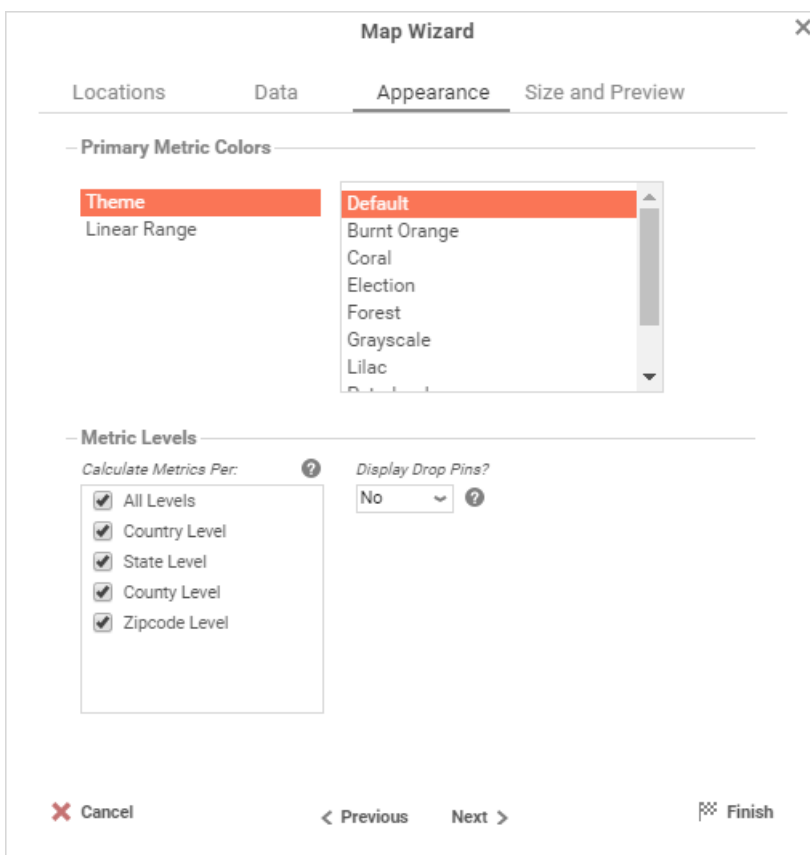 Map Wizard
Locations Data Appearance Size and Preview
Primary Metric Colors
Theme
Linear Range
Default
Burnt Orange
Coral
Election
Forest
Grayscale
Lilac
Metric Levels
Calculate Metrics Per:
All Levels
Country Level
State Level
County Level
Zipcode Level
Display Drop Pins?
No
Cancel
Previous
Next
Finish